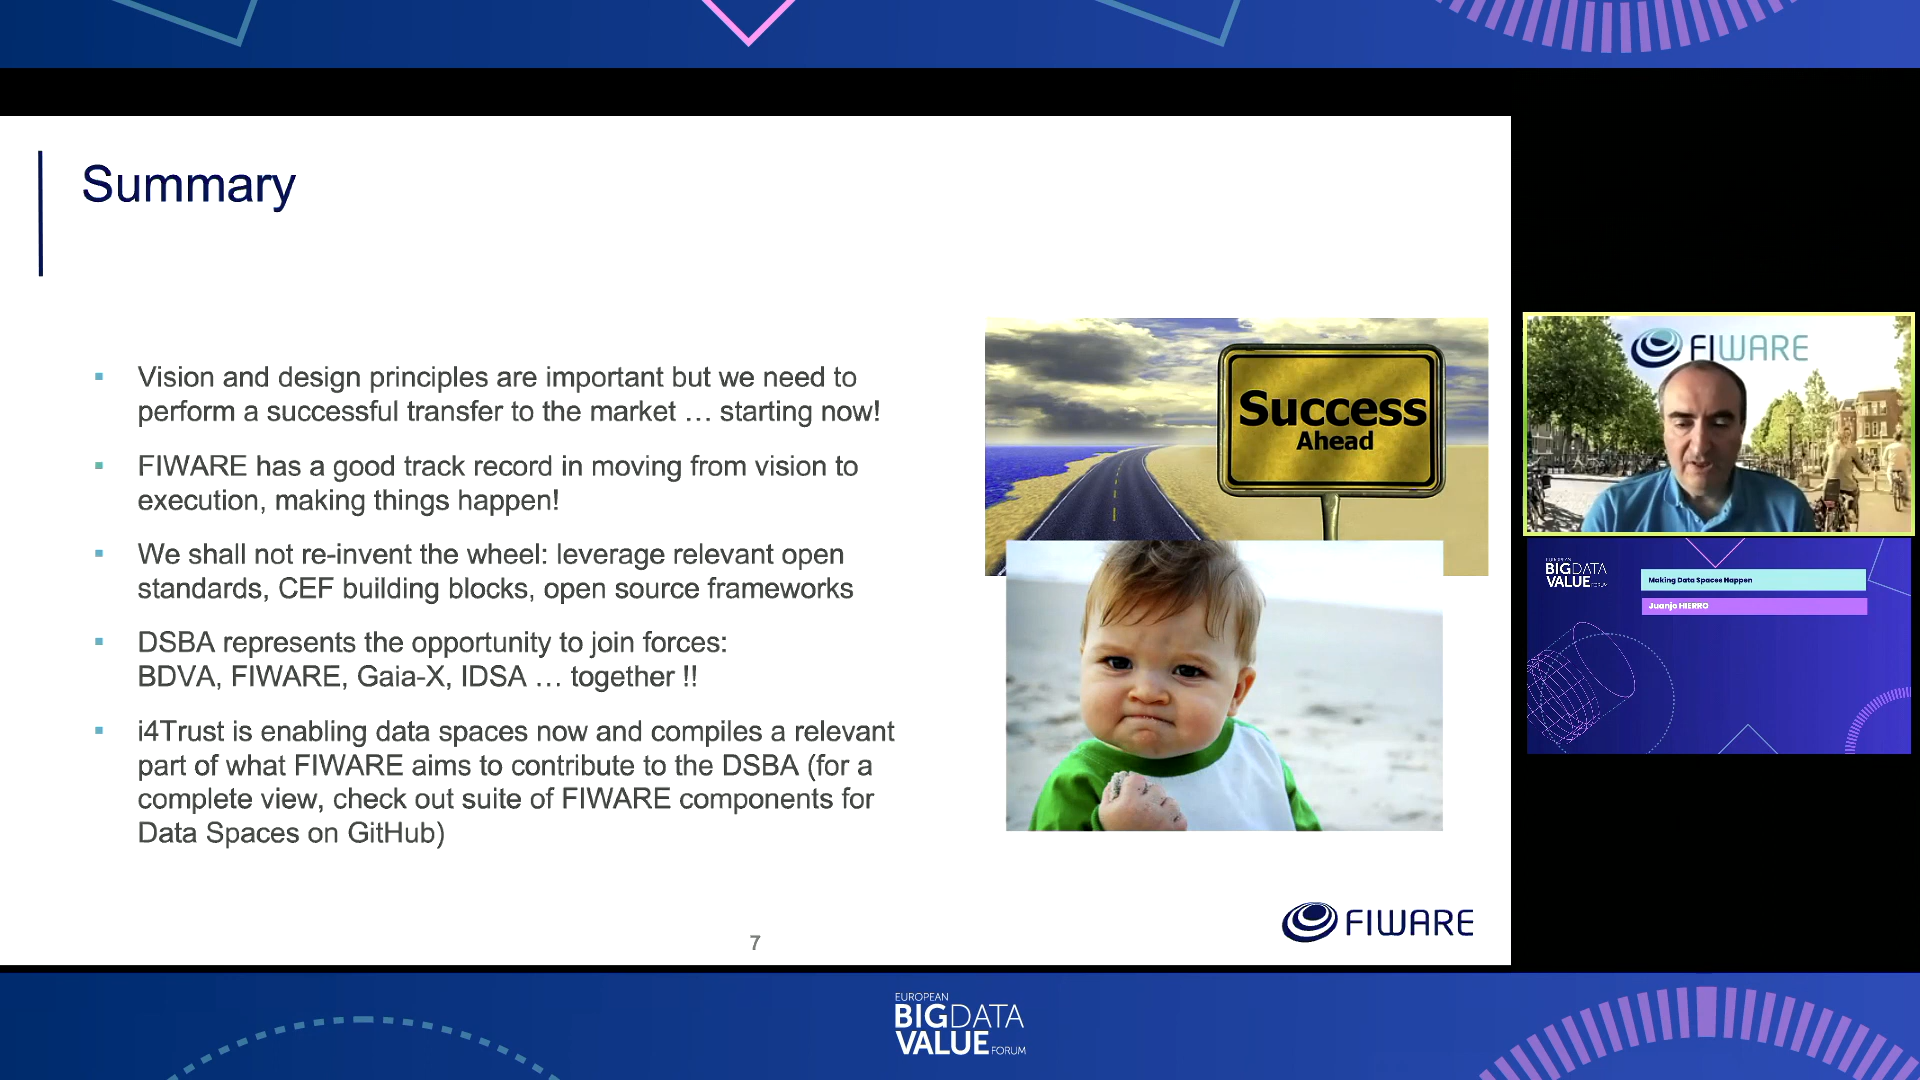 Summary
▪ Vision and design principles are important but we need to
perform a successful transfer to the market … starting now!
▪ FIWARE has a good track record in moving from vision to
execution, making things happen!
▪ We shall not re-invent the wheel: leverage relevant open
standards, CEF building blocks, open source frameworks
▪ DSBA represents the opportunity to join forces:
BDVA, FIWARE, Gaia-X, IDSA … together !!
▪ i4Trust is enabling data spaces now and compiles a relevant
part of what FIWARE aims to contribute to the DSBA (for a
complete view, check out suite of FIWARE components for
Data Spaces on GitHub)
Success
Ahead
7
FIWARE
FIWARE
EUROPEAN
BIGDATA
VALUE FORUM
Making Data Spaces Happen
Juanjo HIERRO
EUROPEAN
BIGDATA
VALUE FORUM